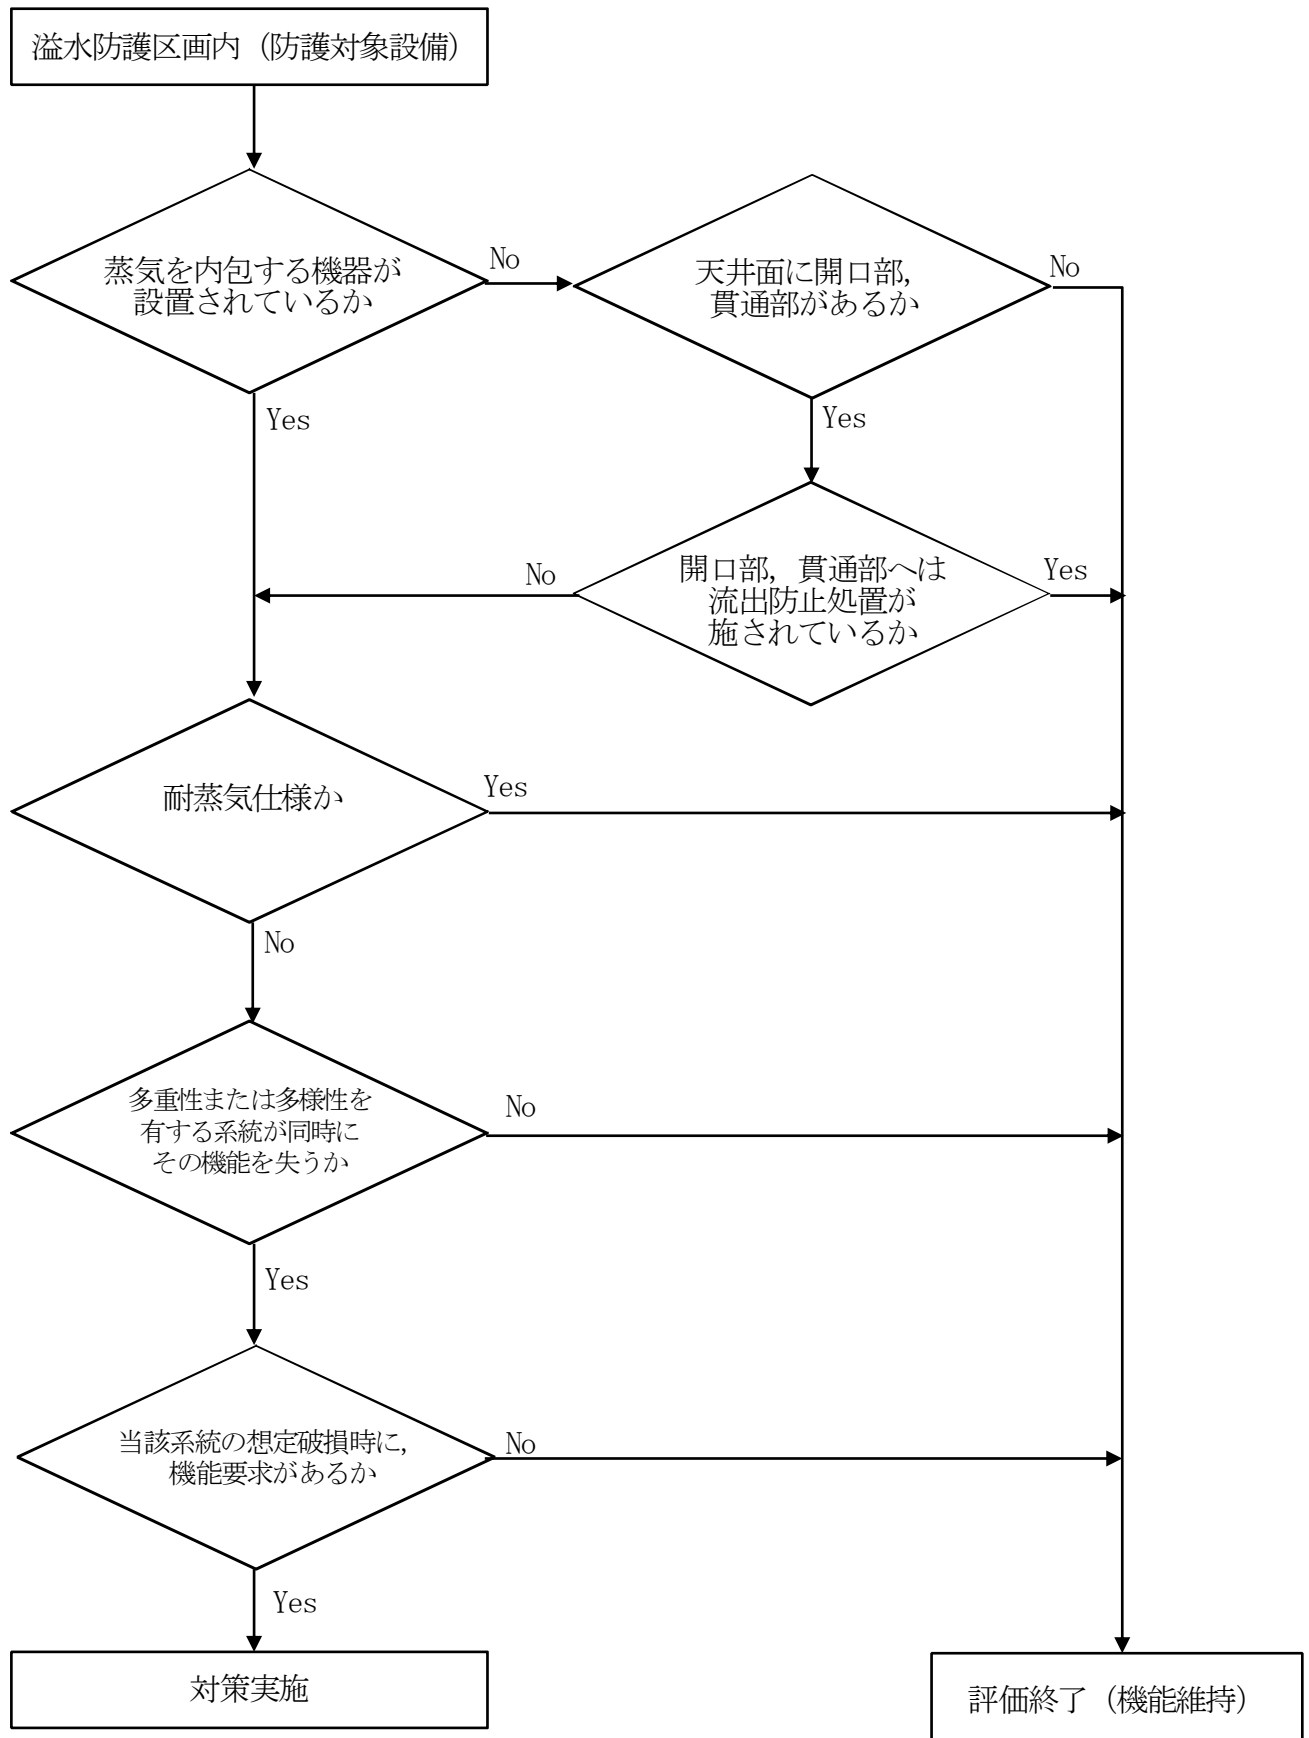 溢水防護区画内（防護対象設備）
蒸気を内包する機器が
設置されているか
No
天井面に開口部，
貫通部があるか
No
Yes
Yes
開口部，貫通部へは
流出防止処置が
施されているか
No
Yes
耐蒸気仕様か
Yes
No
多重性または多様性を
有する系統が同時に
その機能を失うか
No
Yes
当該系統の想定破損時に，
機能要求があるか
No
Yes
対策実施
評価終了（機能維持）